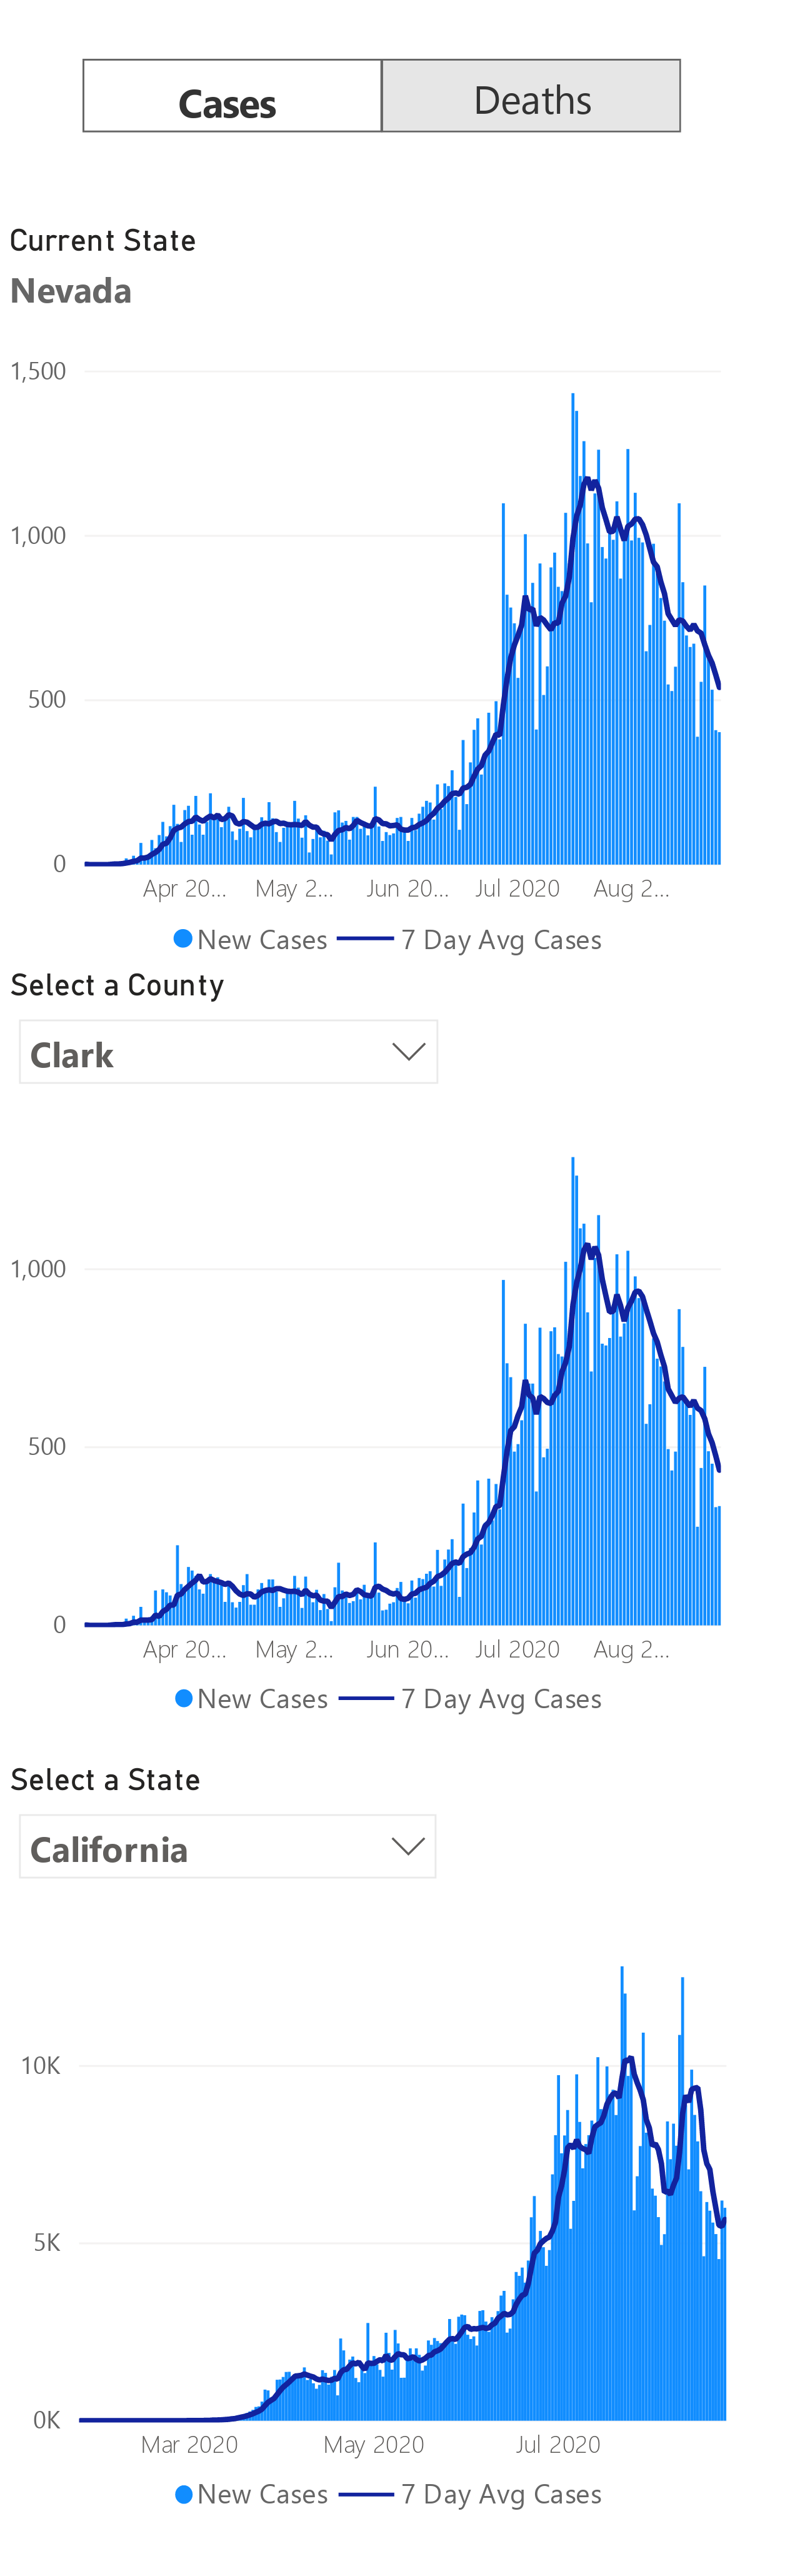 Cases Deaths
Current State
Nevada
1,500
1,000
500
0
Apr 20... May 2... Jun 20... Jul 2020 Aug 2...
New Cases 7 Day Avg Cases
Select a County
Clark
1,000
500
0
Apr 20... May 2... Jun 20... Jul 2020 Aug 2...
New Cases 7 Day Avg Cases
Select a State
California
10K
5K
0K
Mar 2020 May 2020 Jul 2020
New Cases 7 Day Avg Cases